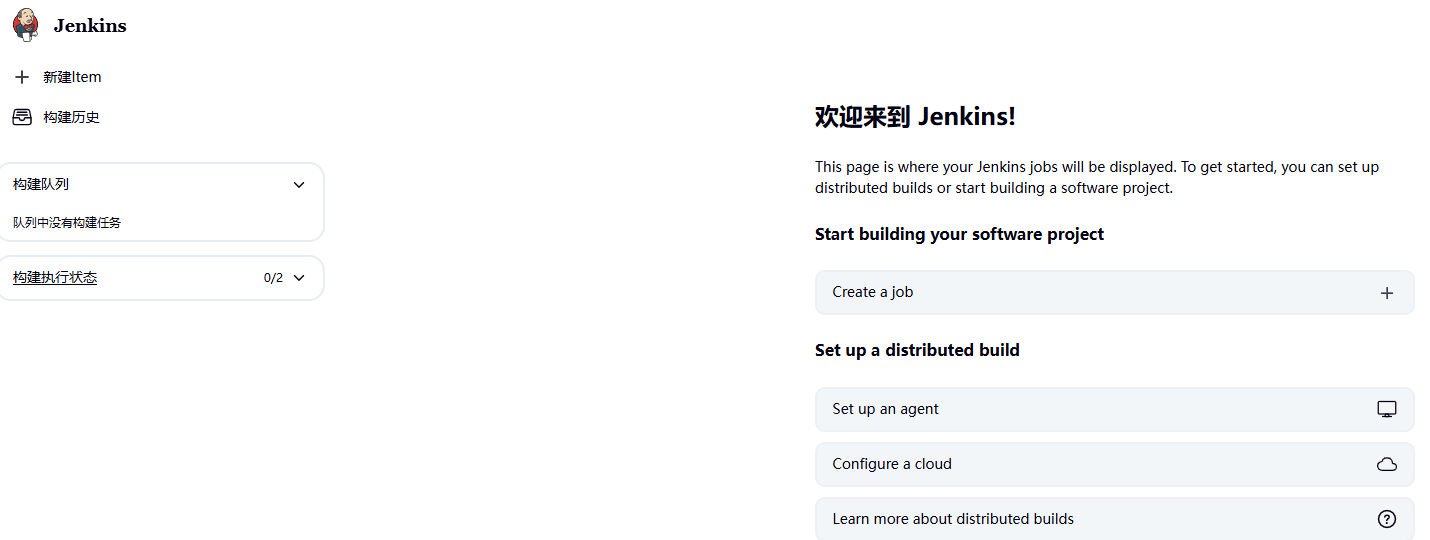 Jenkins
新建Item
构建历史
构建队列
队列中没有构建任务
构建执行状态 0/2
欢迎来到 Jenkins!
This page is where your Jenkins jobs will be displayed. To get started, you can set up
distributed builds or start building a software project.
Start building your software project
Create a job
Set up a distributed build
Set up an agent
Configure a cloud
Learn more about distributed builds